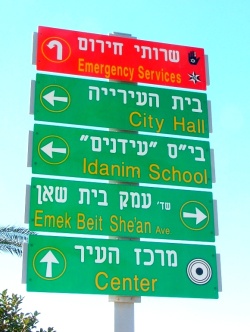 שרותי חירום
Emergency Services
בית העירייה
City Hall
בי"ס "עידנים"
Idanim School
שד' עמק בית שאן
Emek Beit She'an Ave
מרכז העיר
Center